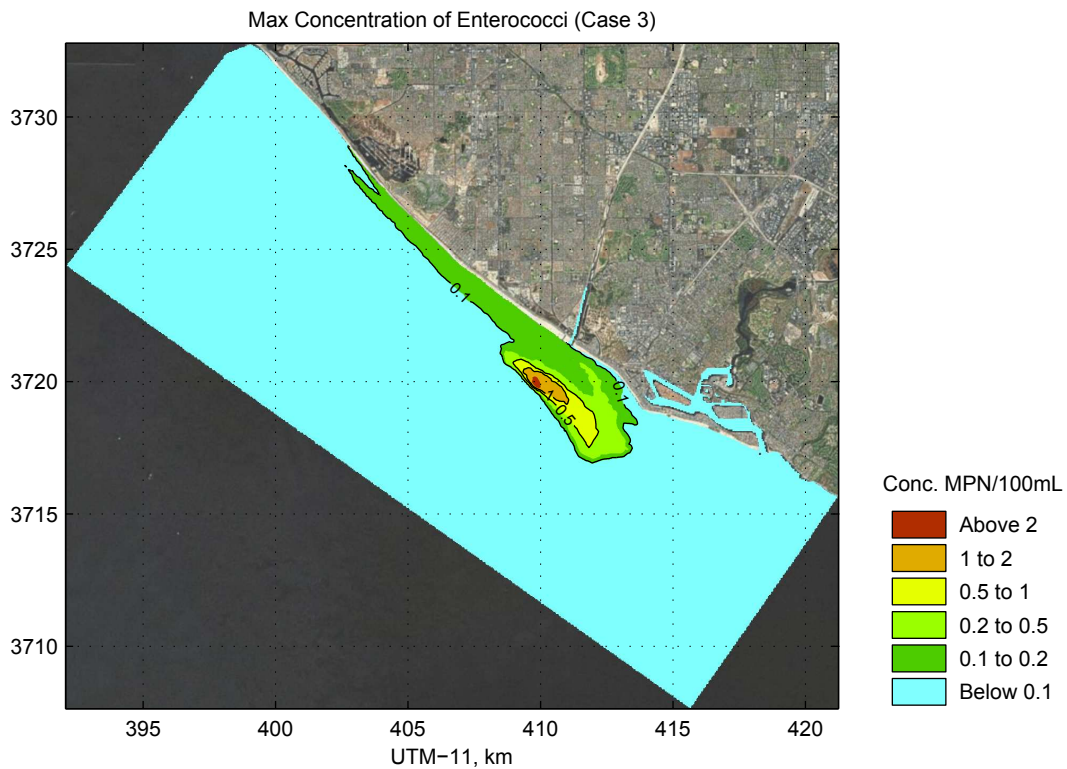 Max Concentration of Enterococci (Case 3)
3730
3725
3720
3715
3710
0.1
0.1
1
0.5
395
400
405
410
415
420
UTM−11, km
Conc. MPN/100mL
Above 2
1 to 2
0.5 to 1
0.2 to 0.5
0.1 to 0.2
Below 0.1